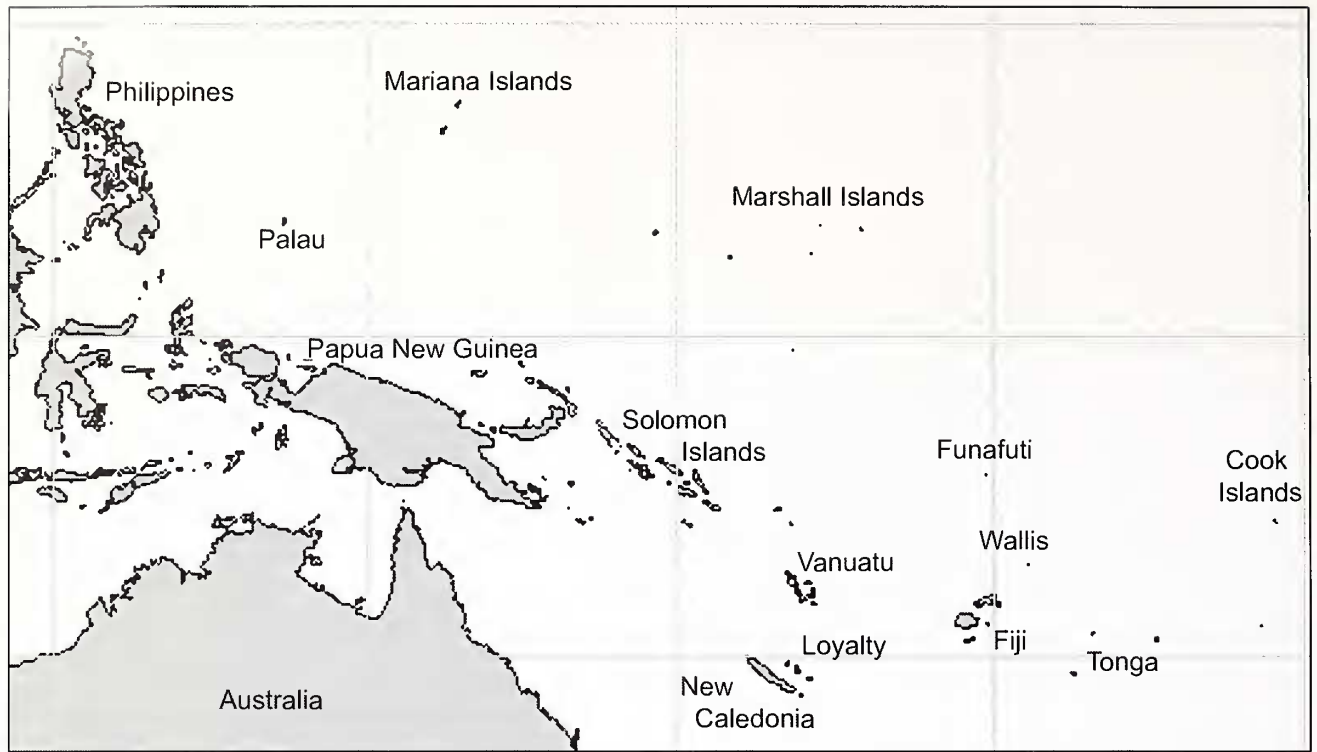 Philippines
Mariana Islands
Marshall Islands
Palau
Papua New Guinea
Solomon
Islands
Funafuti
Cook
Islands
Wallis
Vanuatu
Fiji
Loyalty
Tonga
New
Caledonia
Australia